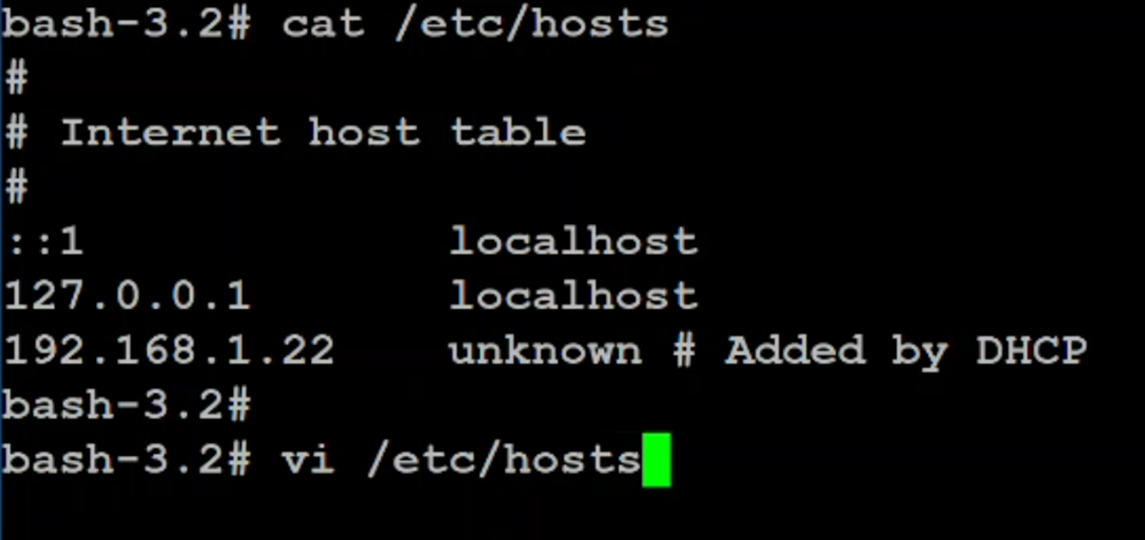 bash-3.2# cat /etc/hosts
#
# Internet host table
#
::1 localhost
127.0.0.1 localhost
192.168.1.22 unknown # Added by DHCP
bash-3.2#
bash-3.2# vi /etc/hosts